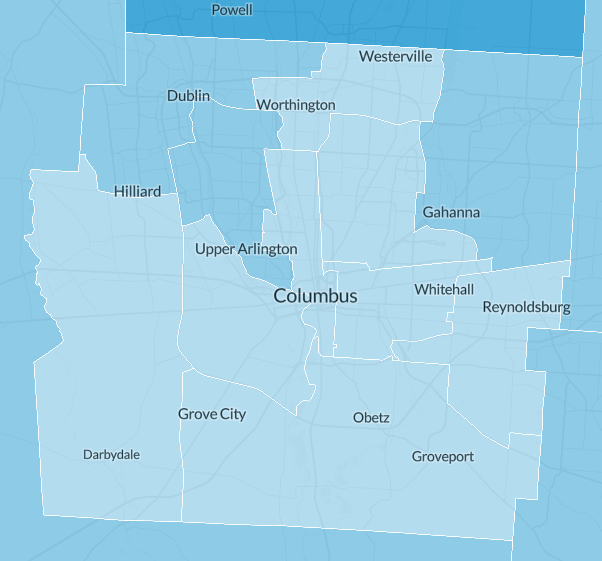 Powell
Westerville
Dublin
Worthington
Hilliard
Gahanna
Upper Arlington
Whitehall
Columbus
Reynoldsburg
Grove City
Obetz
Darbydale
Groveport